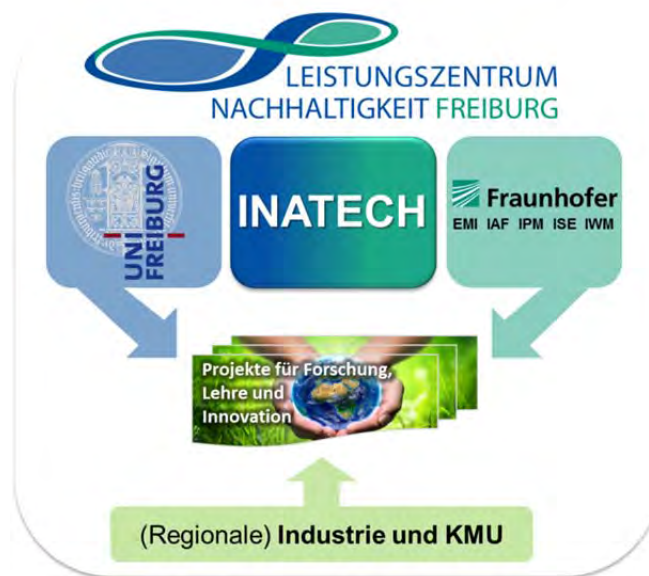 LEISTUNGSZENTRUM
NACHHALTIGKEIT FREIBURG
UNI
FREIBURG
INATECH
Fraunhofer
EMI IAF IPM ISE IWM
Projekte für Forschung,
Lehre und
Innovation
(Regionale) Industrie und KMU